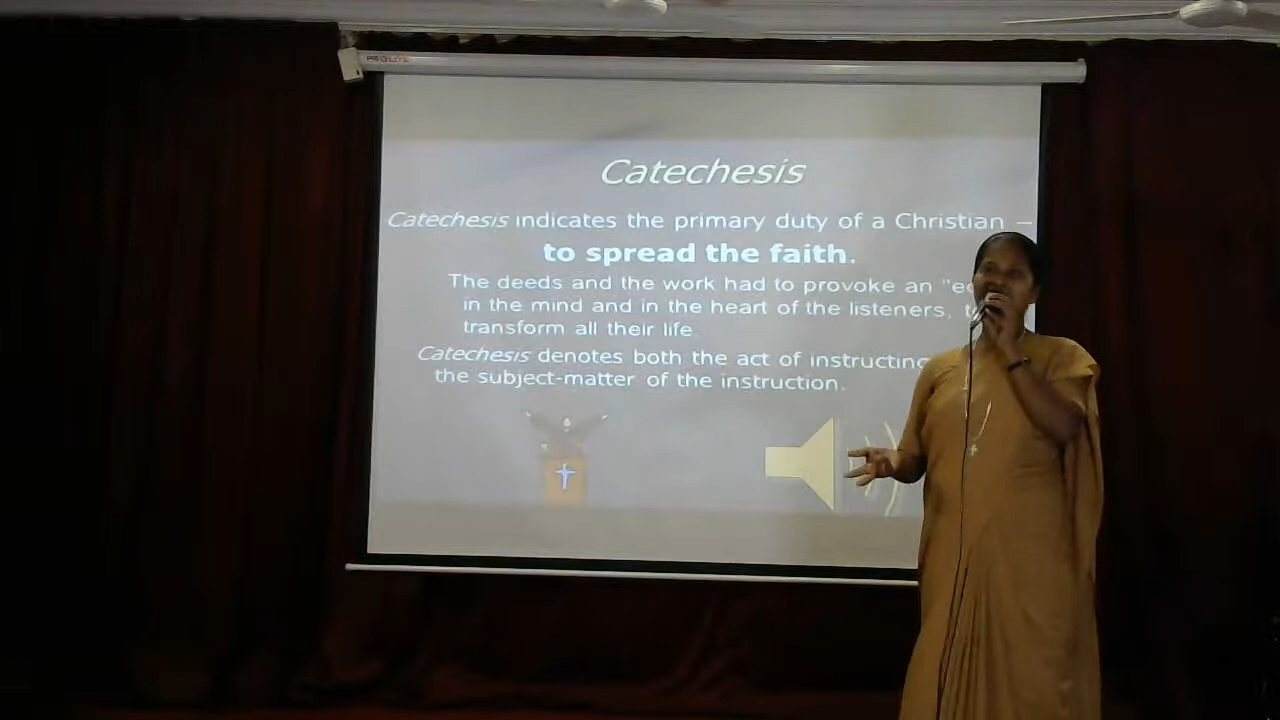 Catechesis
Catechesis indicates the primary duty of a Christian –
to spread the faith.
The deeds and the work had to provoke an
in the mind and in the heart of the listeners,
transform all their life.
Catechesis denotes both the act of instructing
the subject-matter of the instruction.